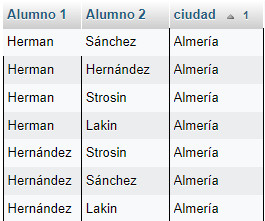 Alumno 1 Alumno 2 ciudad 1
Herman Sánchez Almería
Herman Hernández Almería
Herman Strosin Almería
Herman Lakin Almería
Hernández Strosin Almería
Hernández Sánchez Almería
Hernández Lakin Almería